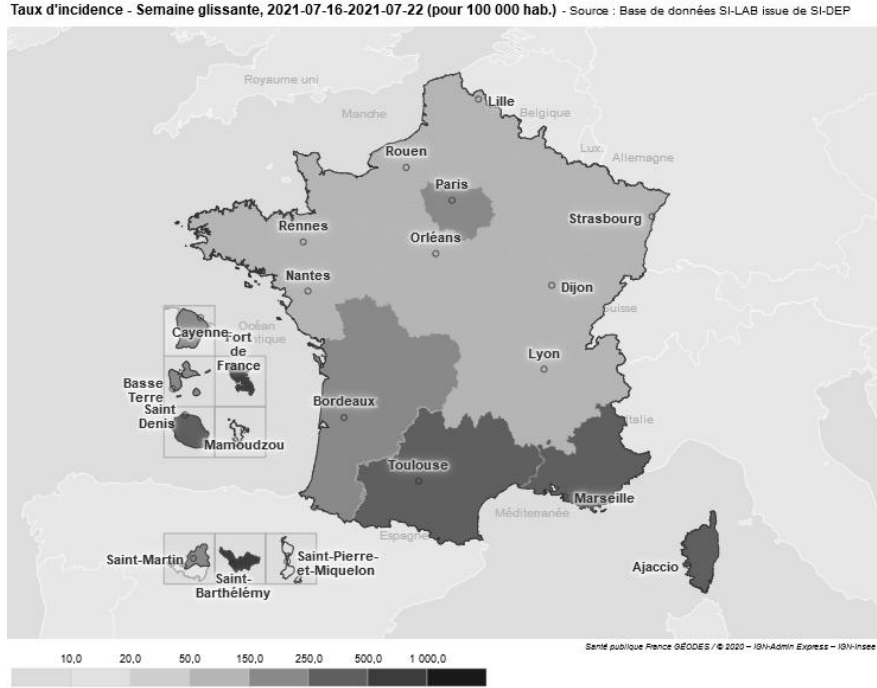 Taux d'incidence - Semaine glissante, 2021-07-16-2021-07-22 (pour 100 000 hab.) - Source : Base de données SI-LAB issue de SI-DEP
Royaume uni
Lille
Manche
Belgique
Rouen
Lux.
Allemagne
Paris
Strasbourg
Rennes
Orléans
Nantes
Dijon
Suisse
Océan
Cayenne
Fort
de
France
Lyon
Basse
Terre
Bordeaux
Saint
Denis
Italie
Mamoudzou
Toulouse
Marseille
Méditerranée
Espagne
Saint-Martin
Saint-Pierre-
et-Miquelon
Saint-
Barthélémy
Ajaccio
Santé publique France GÉODES / © 2020 – IGN-Admin Express – IGN-Insee
10,0 20,0 50,0 150,0 250,0 500,0 1 000,0